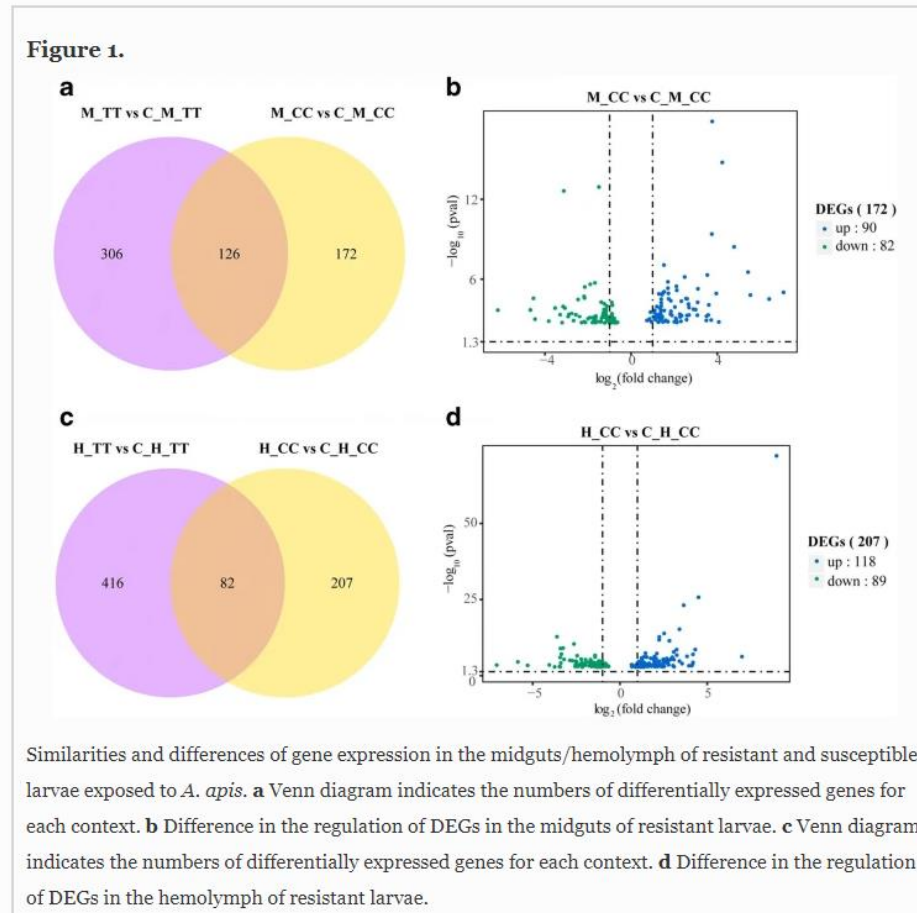 Figure 1.
a
M_TT vs C_M_TT
M_CC vs C_M_CC
306
126
172
b
M_CC vs C_M_CC
−log10(pval)
12
6
1.3
−4
0
4
log2(fold change)
DEGs ( 172 )
up : 90
down : 82
c
H_TT vs C_H_TT
H_CC vs C_H_CC
416
82
207
d
H_CC vs C_H_CC
−log10(pval)
50
25
1.3
0
−5
0
5
log2(fold change)
DEGs ( 207 )
up : 118
down : 89
Similarities and differences of gene expression in the midguts/hemolymph of resistant and susceptible
larvae exposed to A. apis. a Venn diagram indicates the numbers of differentially expressed genes for
each context. b Difference in the regulation of DEGs in the midguts of resistant larvae. c Venn diagram
indicates the numbers of differentially expressed genes for each context. d Difference in the regulation
of DEGs in the hemolymph of resistant larvae.